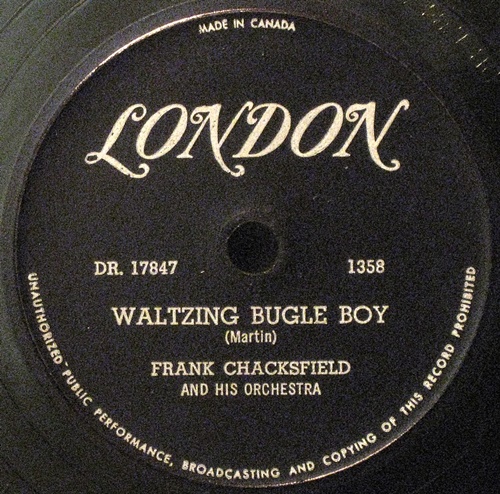 MADE IN CANADA
LONDON
DR. 17847 1358
WALTZING BUGLE BOY
(Martin)
FRANK CHACKSFIELD
AND HIS ORCHESTRA
UNAUTHORIZED PUBLIC PERFORMANCE, BROADCASTING AND COPYING OF THIS RECORD PROHIBITED